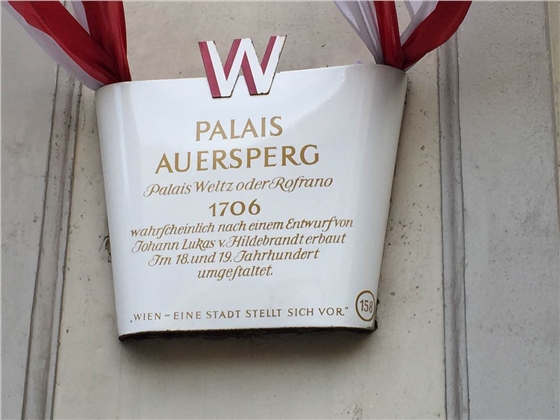 W
PALAIS
AUERSPERG
Palais Weltz oder Rofrano
1706
wahrscheinlich nach einem Entwurf von
Johann Lukas v. Hildebrandt erbaut
Im 18. und 19. Jahrhundert
umgestaltet.
„WIEN – EINE STADT STELLT SICH VOR." 158